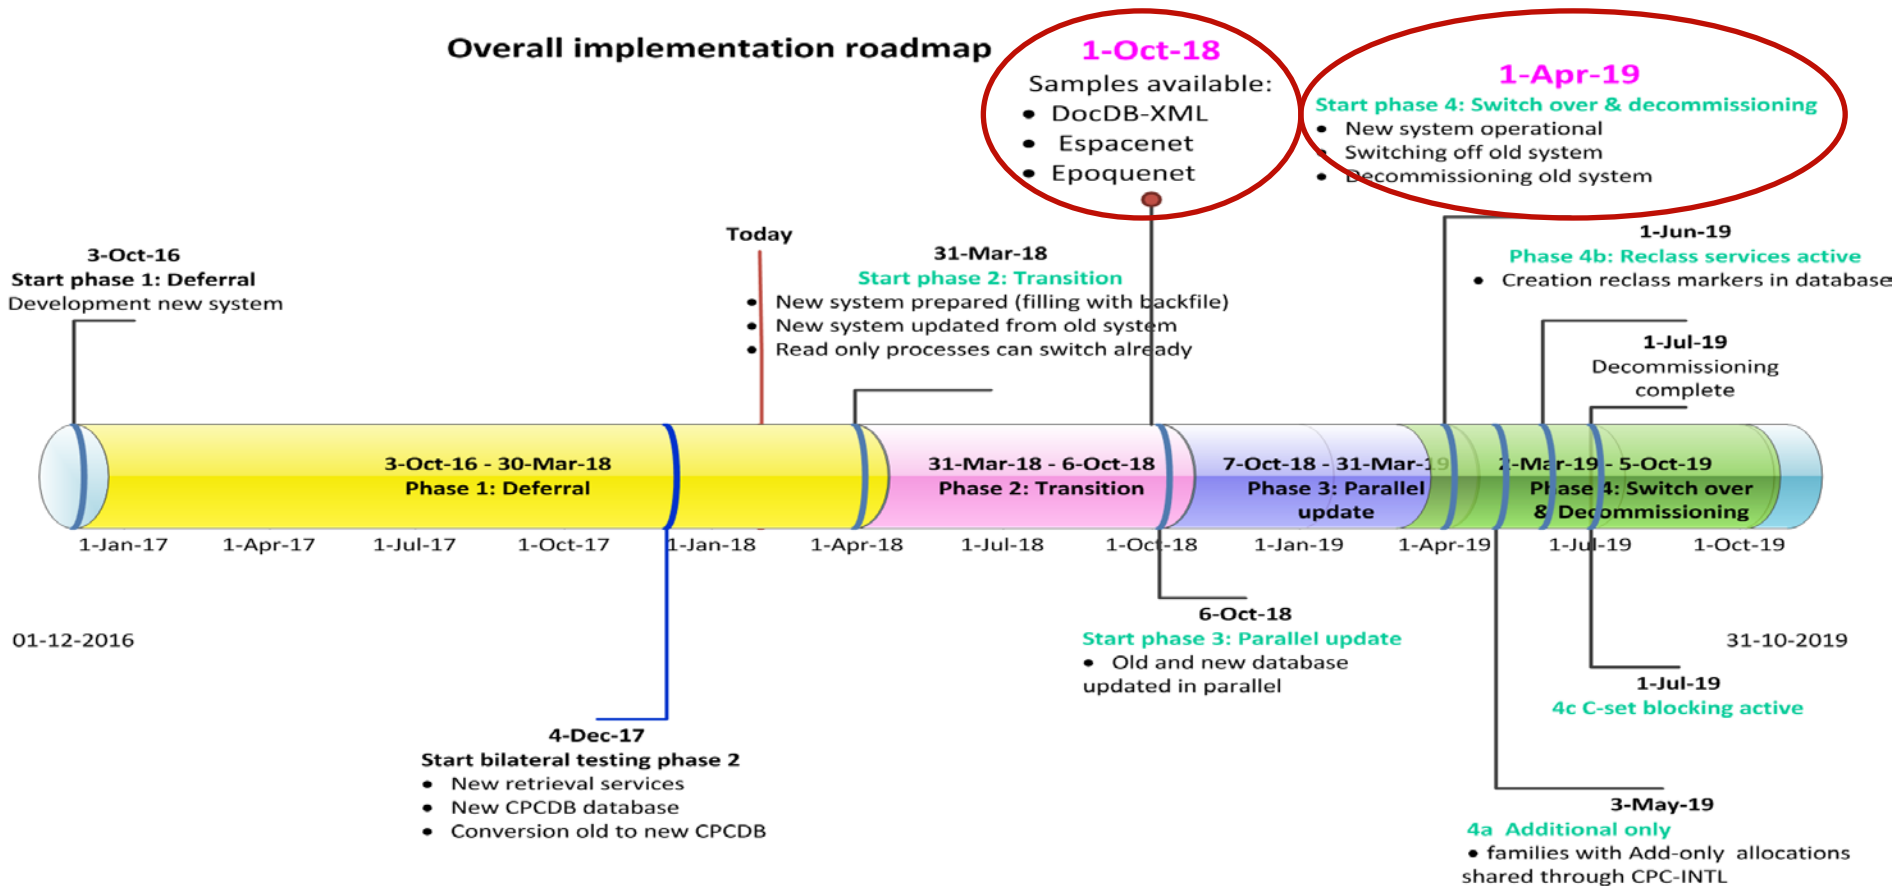 Overall implementation roadmap
1-Oct-18
Samples available:
• DocDB-XML
• Espacenet
• Epoquenet
1-Apr-19
Start phase 4: Switch over & decommissioning
• New system operational
• Switching off old system
• Decommissioning old system
3-Oct-16
Start phase 1: Deferral
Development new system
Today
31-Mar-18
Start phase 2: Transition
• New system prepared (filling with backfile)
• New system updated from old system
• Read only processes can switch already
1-Jun-19
Phase 4b: Reclass services active
• Creation reclass markers in database
1-Jul-19
Decommissioning
complete
3-Oct-16 - 30-Mar-18
Phase 1: Deferral
31-Mar-18 - 6-Oct-18
Phase 2: Transition
7-Oct-18 - 31-Mar-19
Phase 3: Parallel
update
2-Mar-19 - 5-Oct-19
Phase 4: Switch over
& Decommissioning
1-Jan-17
1-Apr-17
1-Jul-17
1-Oct-17
1-Jan-18
1-Apr-18
1-Jul-18
1-Oct-18
1-Jan-19
1-Apr-19
1-Jul-19
1-Oct-19
01-12-2016
31-10-2019
6-Oct-18
Start phase 3: Parallel update
• Old and new database
updated in parallel
1-Jul-19
4c C-set blocking active
4-Dec-17
Start bilateral testing phase 2
• New retrieval services
• New CPCDB database
• Conversion old to new CPCDB
3-May-19
4a Additional only
• families with Add-only allocations
shared through CPC-INTL